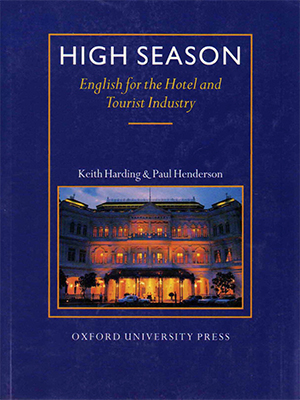 HIGH SEASON
English for the Hotel and
Tourist Industry
Keith Harding & Paul Henderson
OXFORD UNIVERSITY PRESS